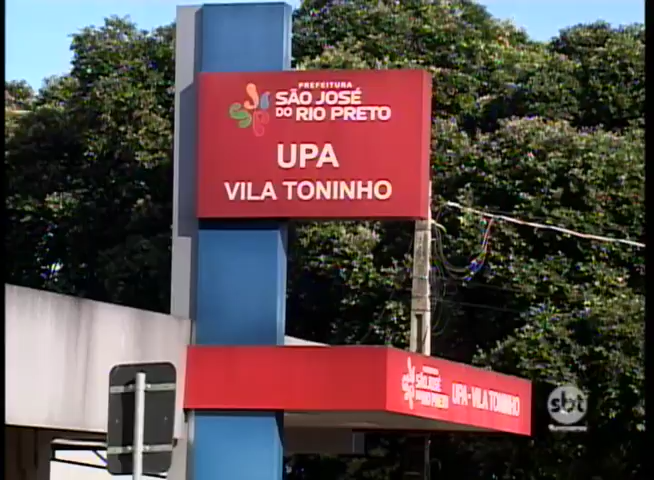 PREFEITURA
SÃO JOSÉ
DO RIO PRETO
UPA
VILA TONINHO
SÃO JOSÉ
DO RIO PRETO
UPA - VILA TONINHO
sbt